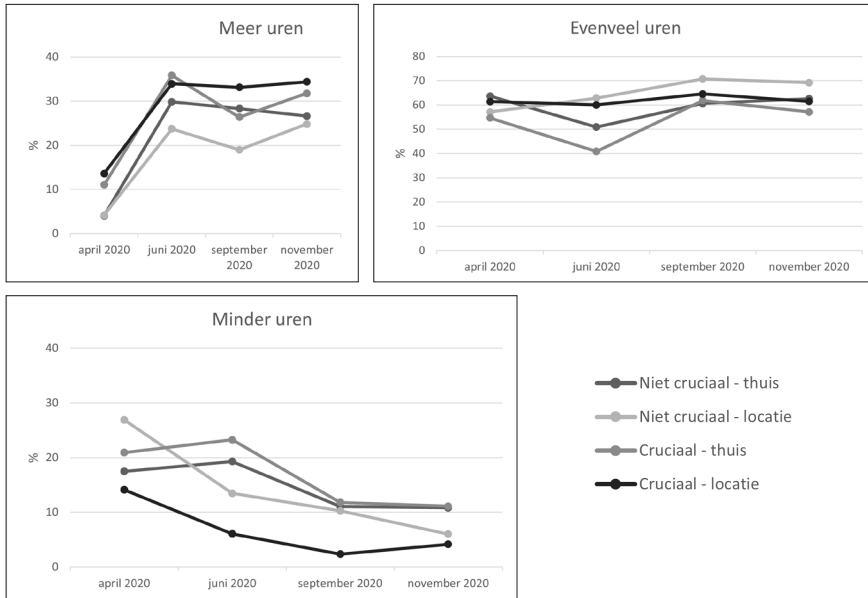 Meer uren
40
30
20
10
0
%
april 2020
juni 2020
september 2020
november 2020
Evenveel uren
80
70
60
50
40
30
20
10
0
%
april 2020
juni 2020
september 2020
november 2020
Minder uren
40
30
20
10
0
%
april 2020
juni 2020
september 2020
november 2020
Niet cruciaal - thuis
Niet cruciaal - locatie
Cruciaal - thuis
Cruciaal - locatie